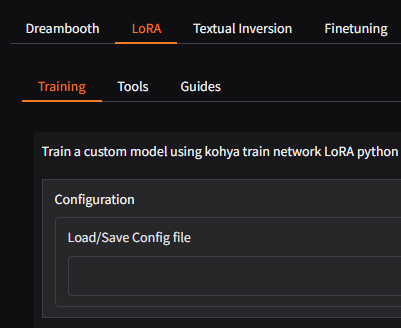 Dreambooth LoRA Textual Inversion Finetuning
Training Tools Guides
Train a custom model using kohya train network LoRA python
Configuration
Load/Save Config file